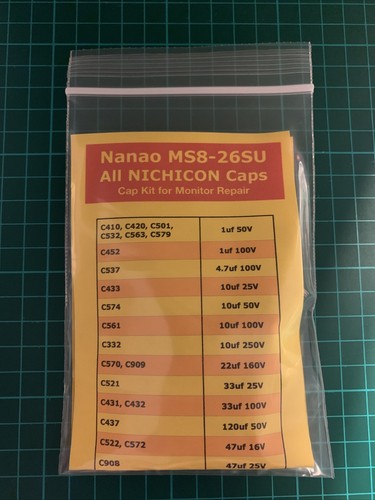 Nanao MS8-26SU
All NICHICON Caps
Cap Kit for Monitor Repair
C410, C420, C501, 1uf 50V
C532, C563, C579
C452 1uf 100V
C537 4.7uf 100V
C433 10uf 25V
C574 10uf 50V
C561 10uf 100V
C332 10uf 250V
C570, C909 22uf 160V
C521 33uf 25V
C431, C432 33uf 100V
C437 120uf 50V
C522, C572 47uf 16V
C908 47uf 25V